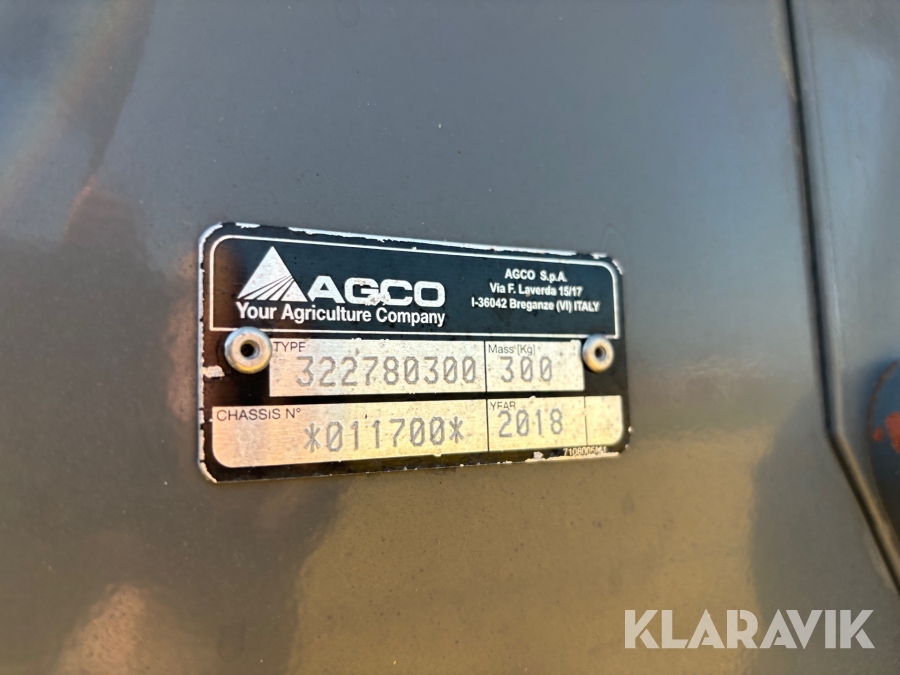 AGCO
Your Agriculture Company
AGCO S.p.A.
Via F. Laverda 15/17
I-36042 Breganze (VI) ITALY
TYPE
322780300
Mass [Kg]
300
CHASSIS N°
*011700*
YEAR
2018
KLARAVIK